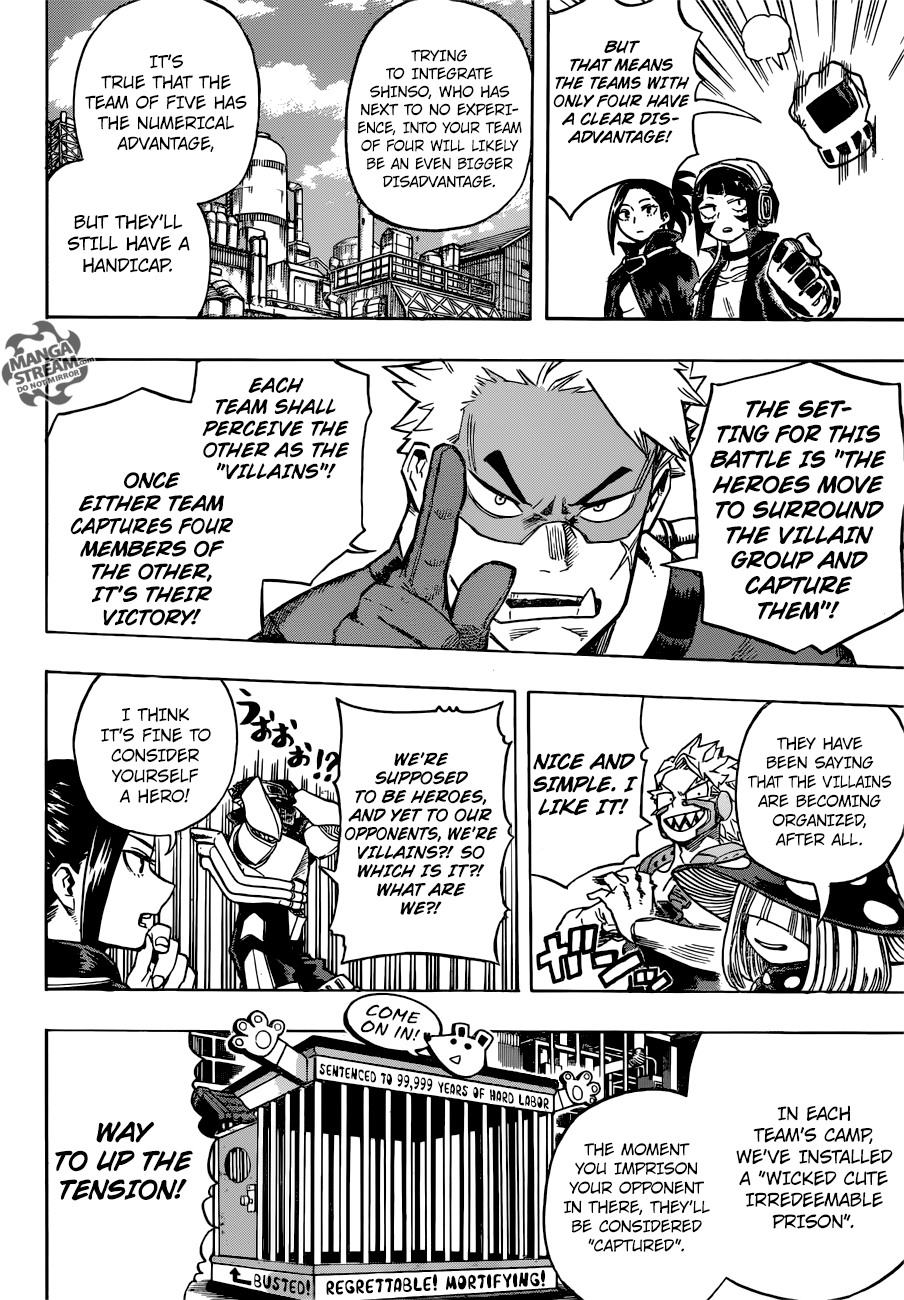 BUT
THAT MEANS
THE TEAMS WITH
ONLY FOUR HAVE
A CLEAR DIS-
ADVANTAGE!
TRYING
TO INTEGRATE
SHINSO, WHO HAS
NEXT TO NO EXPERI-
ENCE, INTO YOUR TEAM
OF FOUR WILL LIKELY
BE AN EVEN BIGGER
DISADVANTAGE.
IT'S
TRUE THAT THE
TEAM OF FIVE HAS
THE NUMERICAL
ADVANTAGE,
BUT THEY'LL
STILL HAVE A
HANDICAP.
MANGA
STREAM.com
DO NOT MIRROR
THE SET-
TING FOR THIS
BATTLE IS "THE
HEROES MOVE
TO SURROUND
THE VILLAIN
GROUP AND
CAPTURE
THEM"!
EACH
TEAM SHALL
PERCEIVE THE
OTHER AS THE
"VILLAINS"!
ONCE
EITHER TEAM
CAPTURES FOUR
MEMBERS OF
THE OTHER,
IT'S THEIR
VICTORY!
THEY HAVE
BEEN SAYING
THAT THE VILLAINS
ARE BECOMING
ORGANIZED,
AFTER ALL.
NICE AND
SIMPLE. I
LIKE IT!
ガンッ
WE'RE
SUPPOSED
TO BE HEROES,
AND YET TO OUR
OPPONENTS, WE'RE
VILLAINS?! SO
WHICH IS IT?!
WHAT ARE
WE?!
うおおお!?
I THINK
IT'S FINE TO
CONSIDER
YOURSELF
A HERO!
IN EACH
TEAM'S CAMP,
WE'VE INSTALLED
A "WICKED CUTE
IRREDEEMABLE
PRISON".
THE MOMENT
YOU IMPRISON
YOUR OPPONENT
IN THERE, THEY'LL
BE CONSIDERED
"CAPTURED".
COME
ON IN!
SENTENCED TO 99,999 YEARS OF HARD LABOR
BUSTED! REGRETTABLE! MORTIFYING!
WAY
TO UP THE
TENSION!